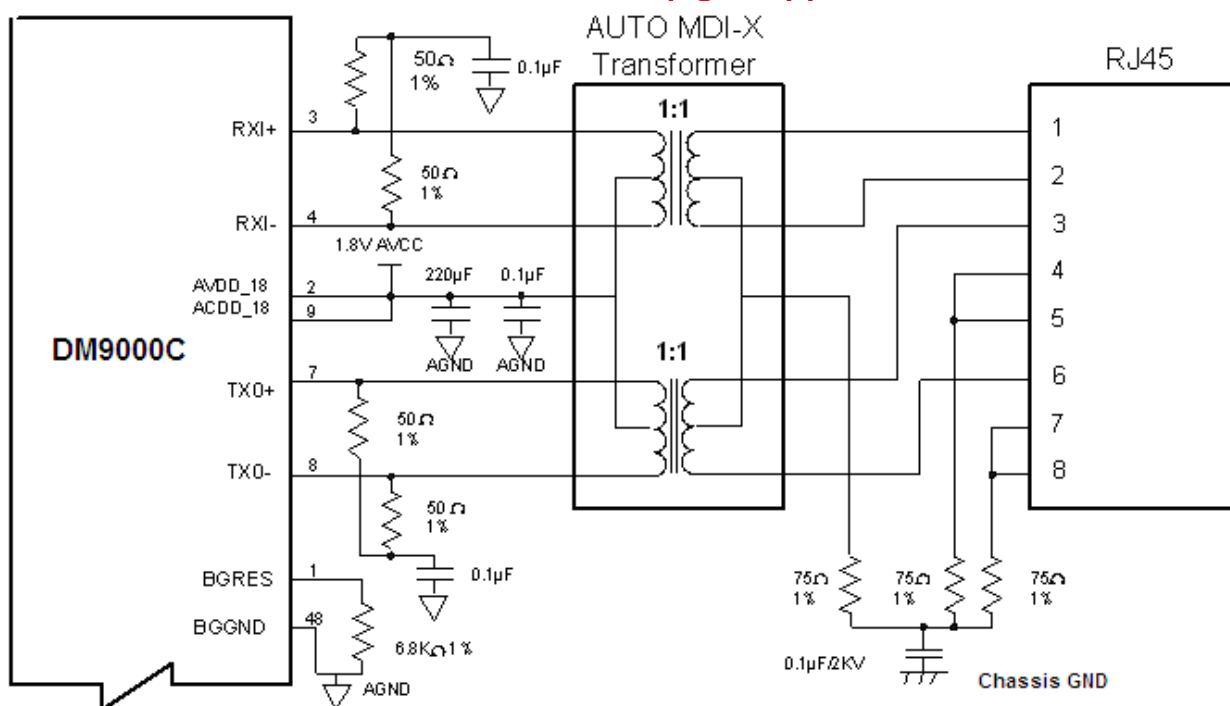 AUTO MDI-X
Transformer
RJ45
50Ω
1%
0.1µF
1:1
RXI+
3
1
50Ω
1%
2
RXI-
4
3
1.8V AVCC
4
AVDD_18
2
220µF
0.1µF
ACDD_18
9
5
DM9000C
AGND
AGND
1:1
TX0+
7
6
50Ω
1%
7
TX0-
8
8
50Ω
1%
BGRES
1
0.1µF
75Ω
1%
75Ω
1%
75Ω
1%
BGGND
48
6.8KΩ1%
0.1µF/2KV
AGND
Chassis GND